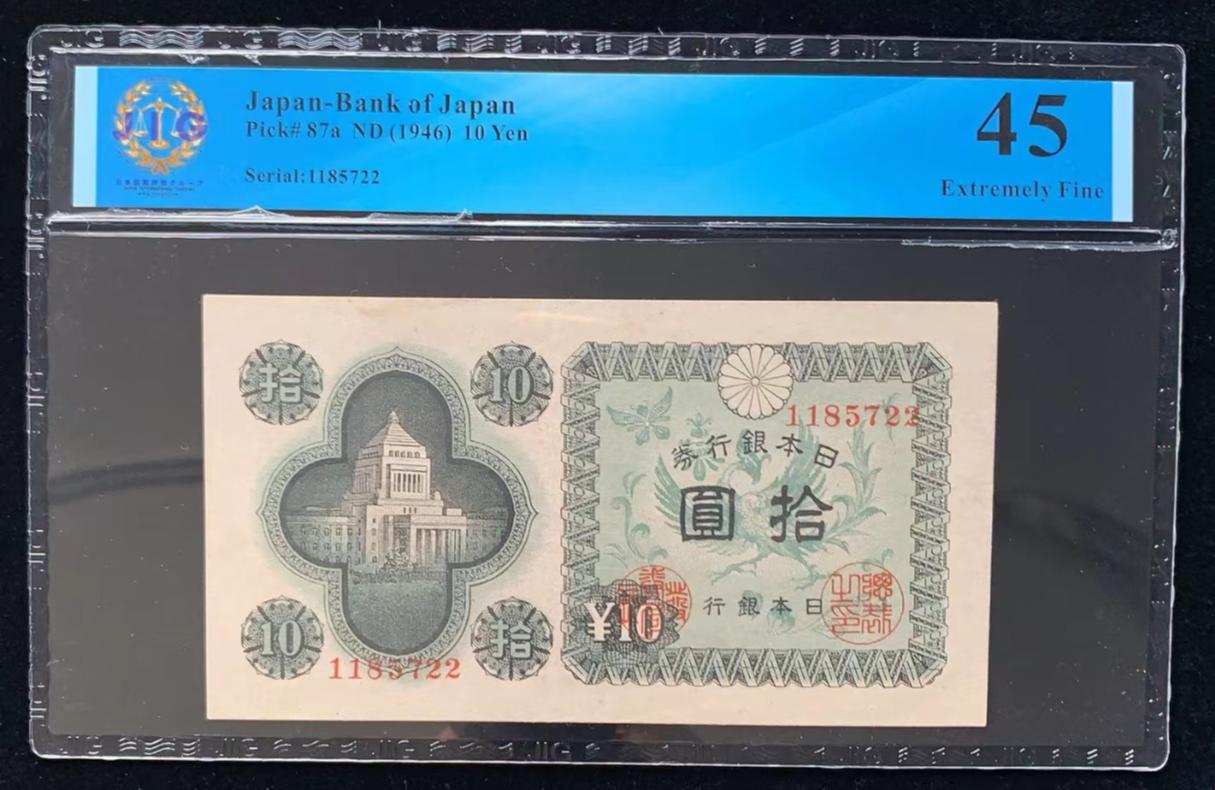 JIG
Japan-Bank of Japan
Pick# 87a ND (1946) 10 Yen
Serial:1185722
45
Extremely Fine
拾
10
1185722
券行銀本日
圓拾
行銀本日
¥10
10
拾
1185722